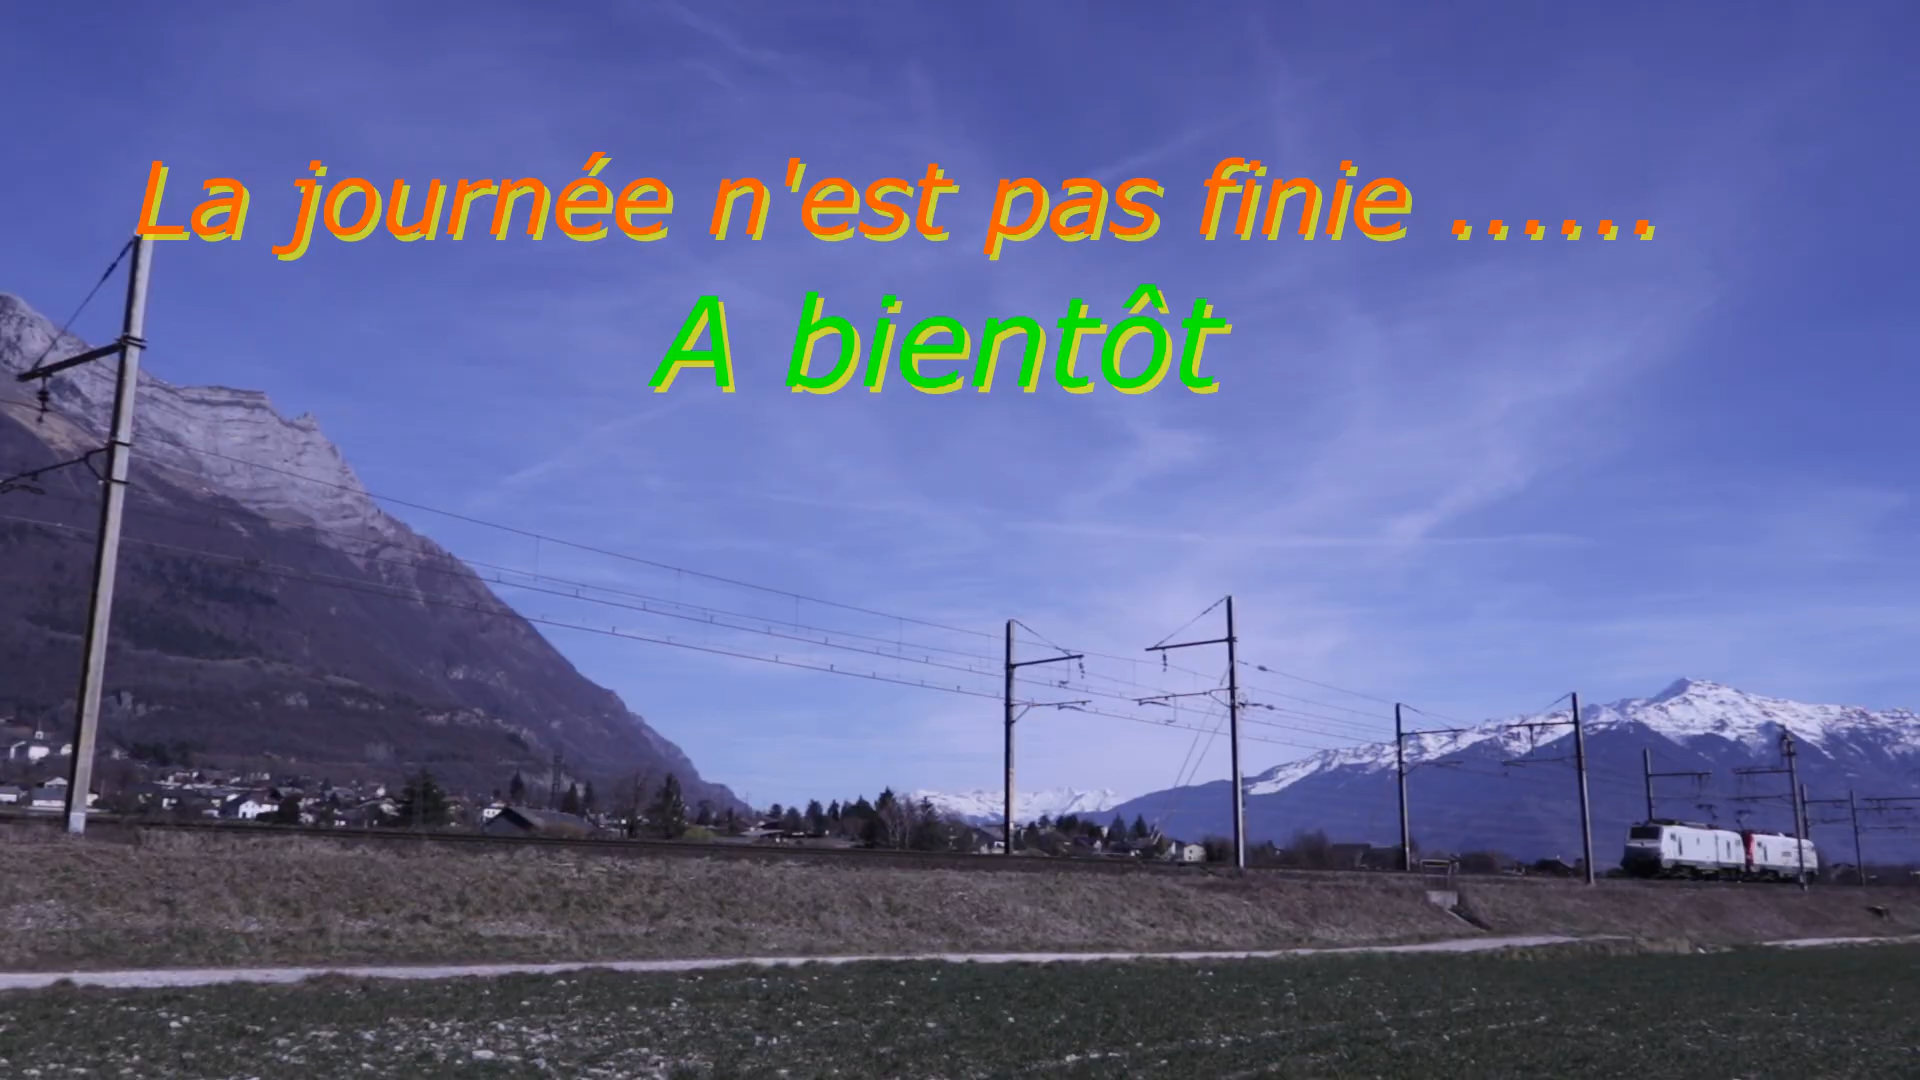 La journée n'est pas finie ......
A bientôt